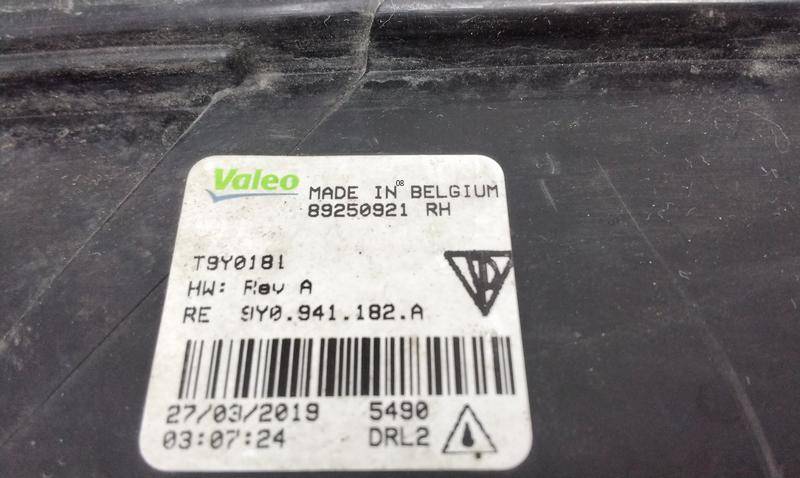 Valeo
MADE IN BELGIUM
08
89250921 RH
T9Y0181
HW: Rev A
RE 9Y0.941.182.A
27/03/2019 5490
03:07:24 DRL2